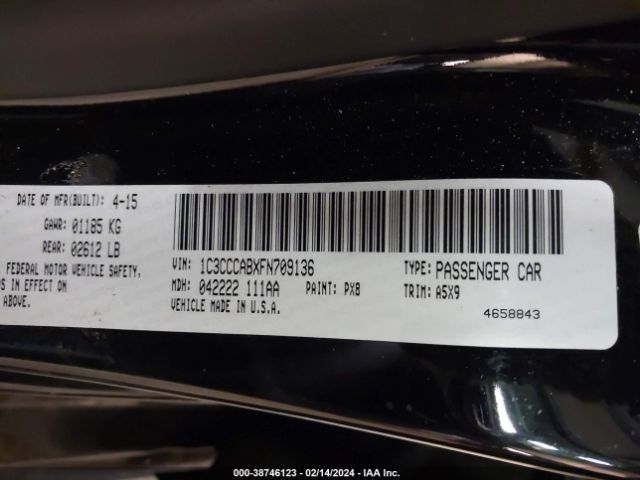 DATE OF MFR(BUILT): 4-15
GAWR: 01185 KG
REAR: 02612 LB
FEDERAL MOTOR VEHICLE SAFETY,
S IN EFFECT ON
ABOVE.
VIN: 1C3CCCABXFN709136 TYPE: PASSENGER CAR
MDH: 042222 111AA PAINT: PX8 TRIM: A5X9
VEHICLE MADE IN U.S.A.
4658843
000-38746123 - 02/14/2024 - IAA Inc.